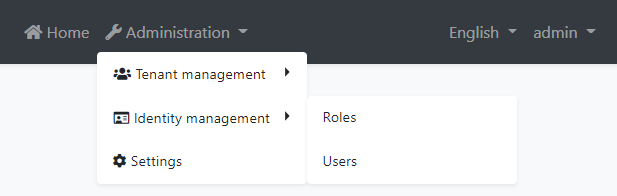 Home Administration English admin
Tenant management
Identity management
Roles
Settings
Users